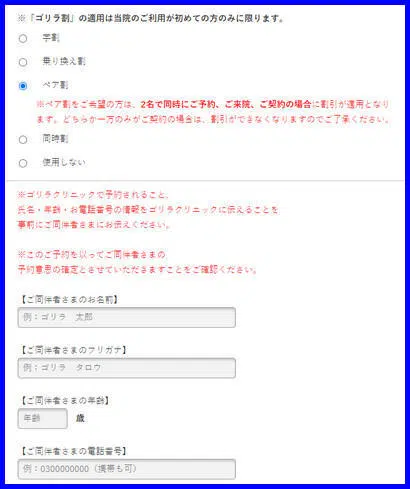 ※「ゴリラ割」の適用は当院のご利用が初めての方のみに限ります。
学割
乗り換え割
ペア割
※ペア割をご希望の方は、2名で同時にご予約、ご来院、ご契約の場合に割引が適用となり
ます。どちらか一方のみがご契約の場合は、割引ができなくなりますのでご了承ください。
同時割
使用しない
※ゴリラクリニックで予約されること、
氏名・年齢・お電話番号の情報をゴリラクリニックに伝えることを
事前にご同伴者さまにお伝えください。
※このご予約を以ってご同伴者さまの
予約意思の確定とさせていただきますことをご確認ください。
【ご同伴者さまのお名前】
例：ゴリラ　太郎
【ご同伴者さまのフリガナ】
例：ゴリラ　タロウ
【ご同伴者さまの年齢】
年齢 歳
【ご同伴者さまの電話番号】
例：0300000000（携帯も可）